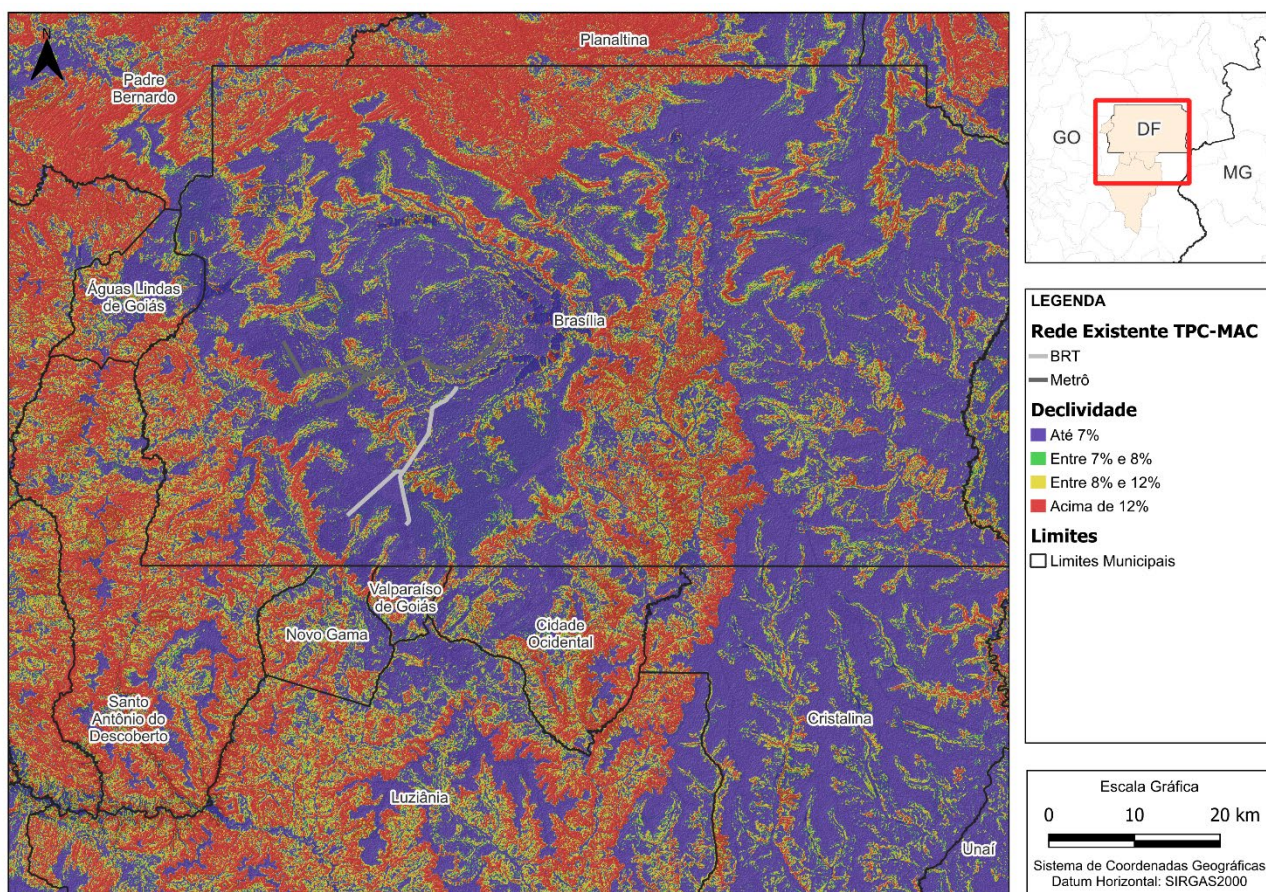 N
Planaltina
Padre
Bernardo
Águas Lindas
de Goiás
Brasília
Valparaíso
de Goiás
Novo Gama
Cidade
Ocidental
Santo
Antônio do
Descoberto
Cristalina
Luziânia
Unaí
GO
DF
MG
LEGENDA
Rede Existente TPC-MAC
BRT
Metrô
Declividade
Até 7%
Entre 7% e 8%
Entre 8% e 12%
Acima de 12%
Limites
Limites Municipais
Escala Gráfica
0 10 20 km
Sistema de Coordenadas Geográficas
Datum Horizontal: SIRGAS2000